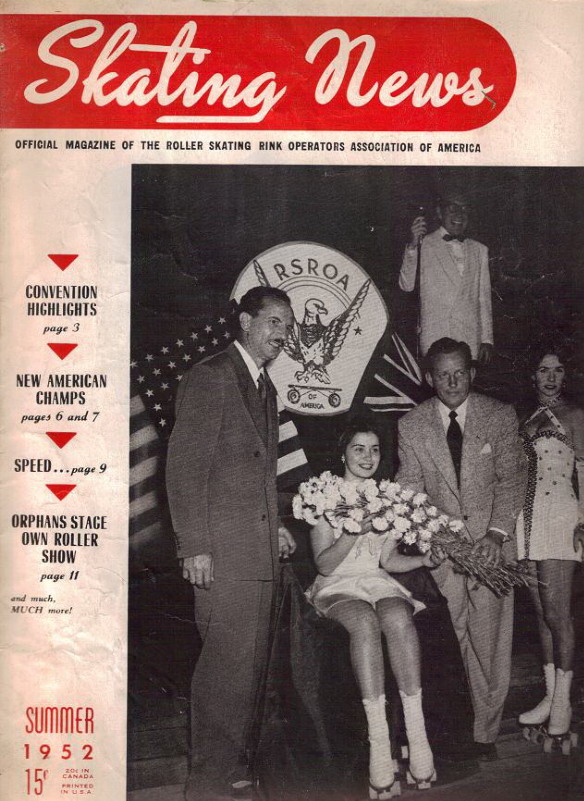 Skating News
OFFICIAL MAGAZINE OF THE ROLLER SKATING RINK OPERATORS ASSOCIATION OF AMERICA
RSROA
OF
AMERICA
CONVENTION
HIGHLIGHTS
page 3
NEW AMERICAN
CHAMPS
pages 6 and 7
SPEED...page 9
ORPHANS STAGE
OWN ROLLER
SHOW
page 11
and much,
MUCH more!
SUMMER
1952
15¢
20¢ IN
CANADA
PRINTED
IN U.S.A